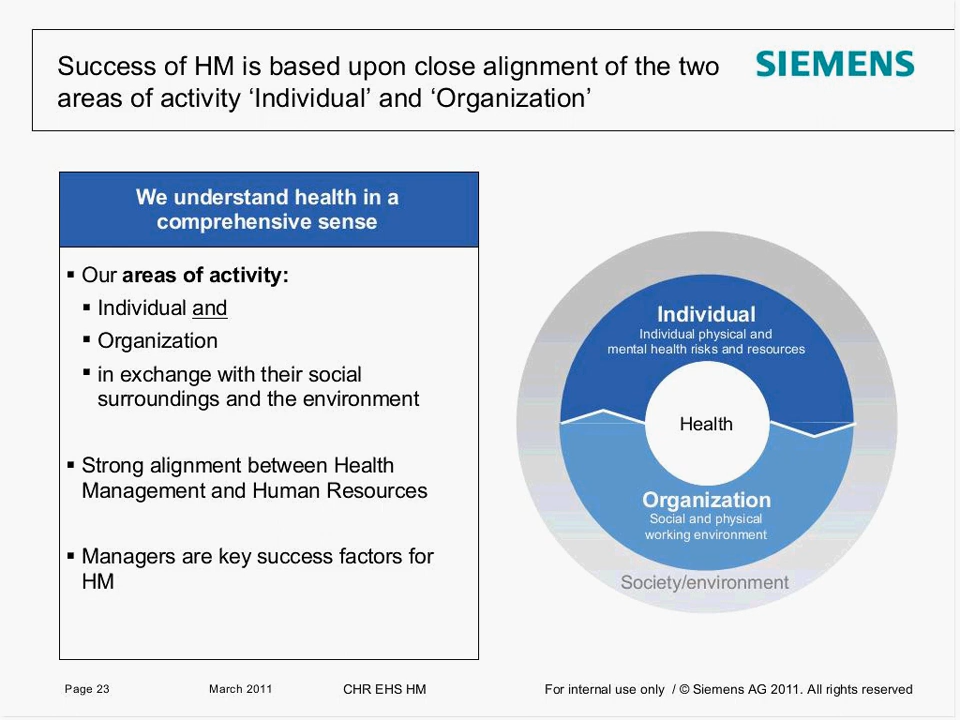 Success of HM is based upon close alignment of the two
areas of activity ‘Individual’ and ‘Organization’
SIEMENS
We understand health in a
comprehensive sense
▪ Our areas of activity:
▪ Individual and
▪ Organization
▪ in exchange with their social
surroundings and the environment
▪ Strong alignment between Health
Management and Human Resources
▪ Managers are key success factors for
HM
Individual
Individual physical and
mental health risks and resources
Health
Organization
Social and physical
working environment
Society/environment
Page 23 March 2011 CHR EHS HM For internal use only / © Siemens AG 2011. All rights reserved